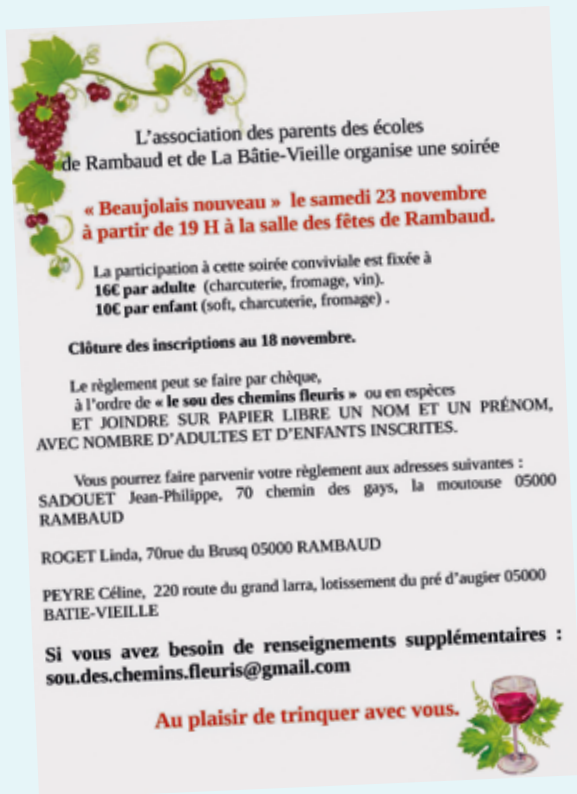 L'association des parents des écoles
de Rambaud et de La Bâtie-Vieille organise une soirée
« Beaujolais nouveau » le samedi 23 novembre
à partir de 19 H à la salle des fêtes de Rambaud.
La participation à cette soirée conviviale est fixée à
16€ par adulte (charcuterie, fromage, vin).
10€ par enfant (soft, charcuterie, fromage) .
Clôture des inscriptions au 18 novembre.
Le règlement peut se faire par chèque,
à l'ordre de « le sou des chemins fleuris » ou en espèces
ET JOINDRE SUR PAPIER LIBRE UN NOM ET UN PRÉNOM,
AVEC NOMBRE D'ADULTES ET D'ENFANTS INSCRITES.
Vous pourrez faire parvenir votre règlement aux adresses suivantes :
SADOUET Jean-Philippe, 70 chemin des gays, la moutouse 05000
RAMBAUD
ROGET Linda, 70rue du Brusq 05000 RAMBAUD
PEYRE Céline, 220 route du grand larra, lotissement du pré d'augier 05000
BATIE-VIEILLE
Si vous avez besoin de renseignements supplémentaires :
sou.des.chemins.fleuris@gmail.com
Au plaisir de trinquer avec vous.